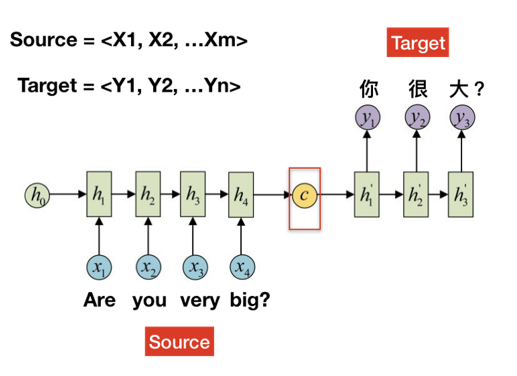 Source = <X1, X2, …Xm>
Target
Target = <Y1, Y2, …Yn>
你 很 大？
y₁ y₂ y₃
h₀ h₁ h₂ h₃ h₄ c h'₁ h'₂ h'₃
x₁ x₂ x₃ x₄
Are you very big?
Source